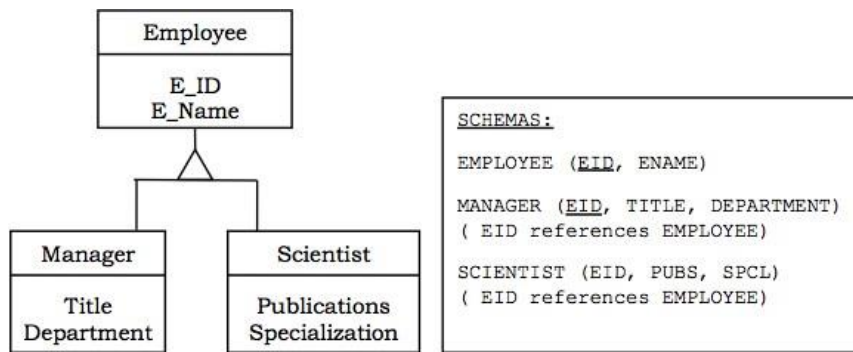 Employee
E_ID
E_Name
Manager
Title
Department
Scientist
Publications
Specialization
SCHEMAS:
EMPLOYEE (EID, ENAME)
MANAGER (EID, TITLE, DEPARTMENT)
( EID references EMPLOYEE)
SCIENTIST (EID, PUBS, SPCL)
( EID references EMPLOYEE)